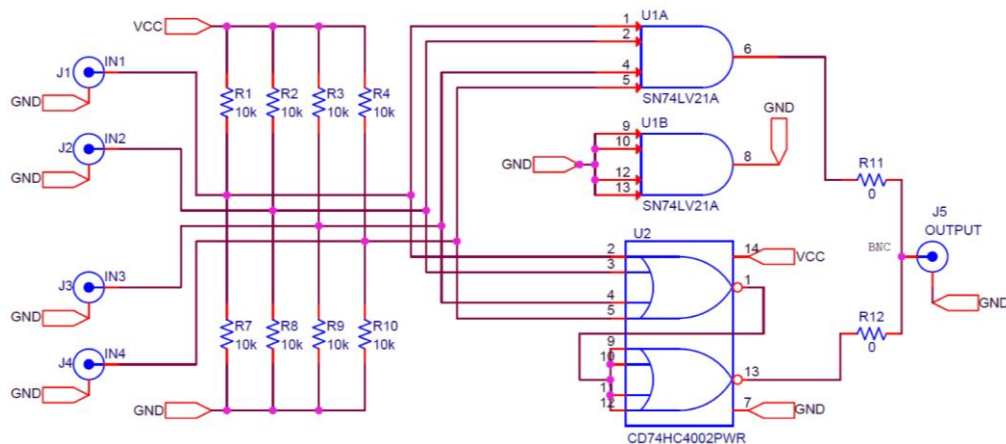 VCC
J1
IN1
GND
J2
IN2
GND
R1
10k
R2
10k
R3
10k
R4
10k
J3
IN3
GND
J4
IN4
GND
R7
10k
R8
10k
R9
10k
R10
10k
GND
U1A
1
2
4
5
6
SN74LV21A
U1B
GND
9
10
12
13
8
GND
SN74LV21A
U2
2
3
4
5
14
VCC
1
9
10
11
12
13
7
GND
CD74HC4002PWR
R11
0
R12
0
J5
OUTPUT
BNC
GND